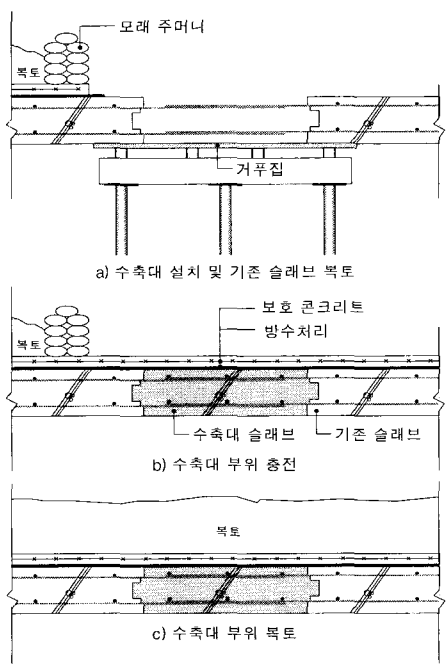 모래 주머니
복토
거푸집
a) 수축대 설치 및 기존 슬래브 복토
보호 콘크리트
방수처리
복토
수축대 슬래브
기존 슬래브
b) 수축대 부위 충전
복토
c) 수축대 부위 복토